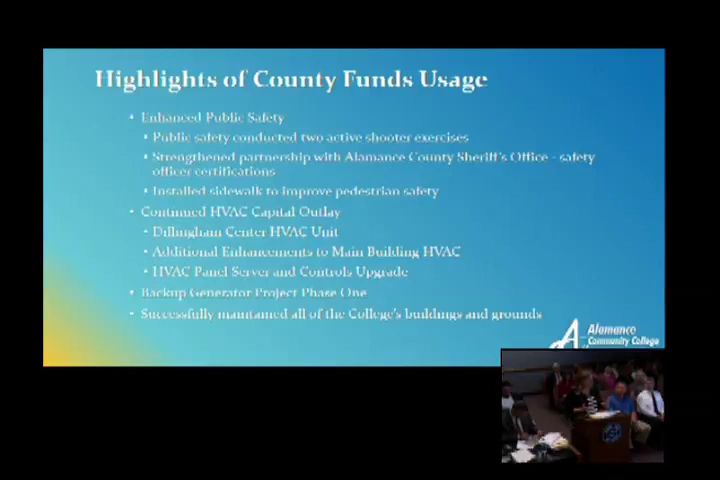 Highlights of County Funds Usage
• Enhanced Public Safety
• Public safety conducted two active shooter exercises
• Strengthened partnership with Alamance County Sheriff's Office - safety
officer certifications
• Installed sidewalk to improve pedestrian safety
• Continued HVAC Capital Outlay
• Dillingham Center HVAC Unit
• Additional Enhancements to Main Building HVAC
• HVAC Panel Server and Controls Upgrade
• Backup Generator Project Phase One
• Successfully maintained all of the College's buildings and grounds
Alamance
Community College